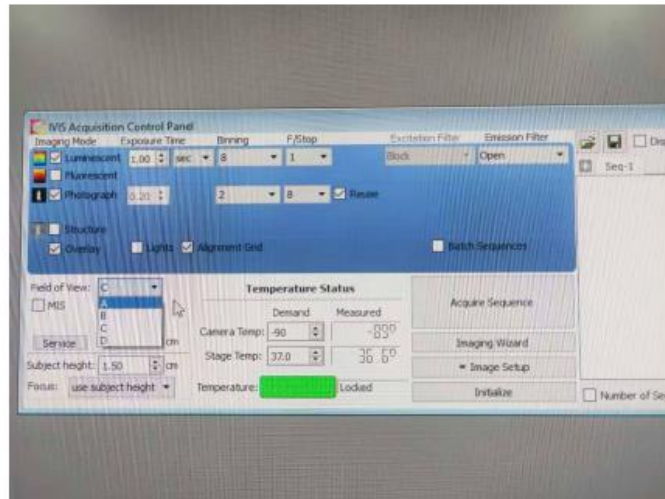 IVIS Acquisition Control Panel
Imaging Mode Exposure Time Binning F/Stop Excitation Filter Emission Filter
Luminescent 1.00 sec 8 1 Block Open
Fluorescent
Photograph 0.20 2 8 Reuse
Structure
Overlay Lights Alignment Grid Batch Sequences
Seq-1
Field of View: C
A
B
C
D
MIS
Service cm
Subject height: 1.50 cm
Focus: use subject height
Temperature Status
Demand Measured
Camera Temp: -90 -89°
Stage Temp: 37.0 36.6°
Temperature: Locked
Acquire Sequence
Imaging Wizard
Image Setup
Initialize
Number of Se